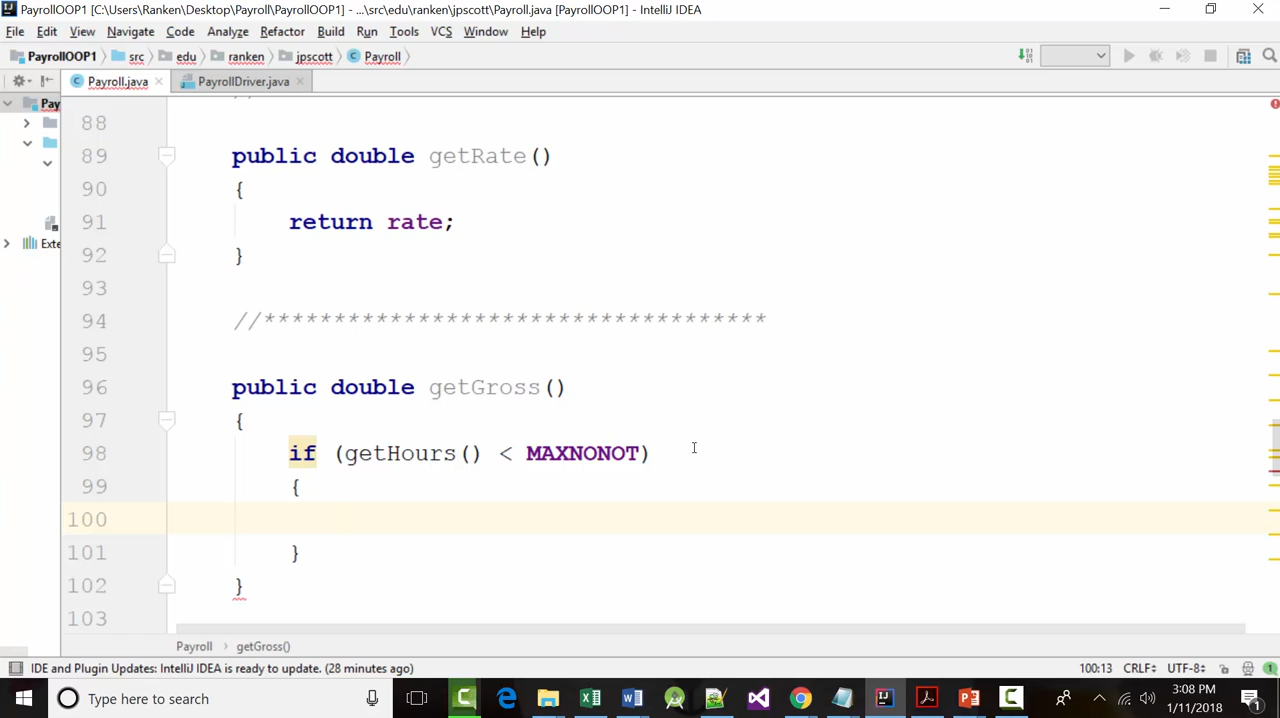 PayrollOOP1 [C:\Users\Ranken\Desktop\Payroll\PayrollOOP1] - ...\src\edu\ranken\jpscott\Payroll.java [PayrollOOP1] - IntelliJ IDEA
File Edit View Navigate Code Analyze Refactor Build Run Tools VCS Window Help
PayrollOOP1 src edu ranken jpscott Payroll
Payroll.java PayrollDriver.java
Pay
Exte
88
89 public double getRate()
90 {
91 return rate;
92 }
93
94 //************************************
95
96 public double getGross()
97 {
98 if (getHours() < MAXNONOT)
99 {
100
101 }
102 }
103
Payroll getGross()
IDE and Plugin Updates: IntelliJ IDEA is ready to update. (28 minutes ago) 100:13 CRLF UTF-8
Type here to search
3:08 PM
1/11/2018